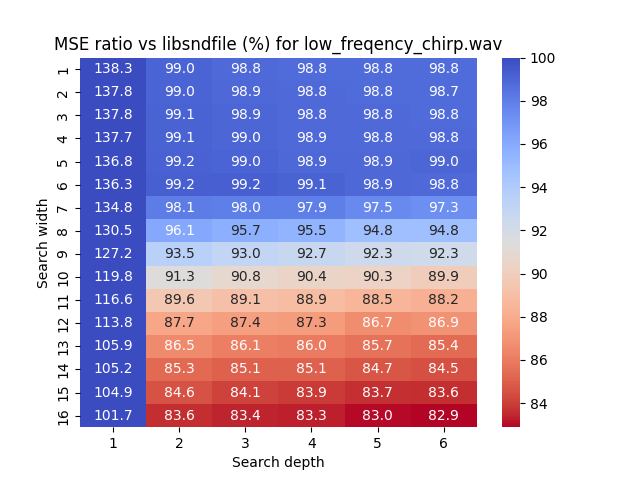 MSE ratio vs libsndfile (%) for low_freqency_chirp.wav
1 138.3 99.0 98.8 98.8 98.8 98.8
2 137.8 99.0 98.9 98.8 98.8 98.7
3 137.8 99.1 98.9 98.8 98.8 98.8
4 137.7 99.1 99.0 98.9 98.8 98.8
5 136.8 99.2 99.0 98.9 98.9 99.0
6 136.3 99.2 99.2 99.1 98.9 98.8
7 134.8 98.1 98.0 97.9 97.5 97.3
8 130.5 96.1 95.7 95.5 94.8 94.8
9 127.2 93.5 93.0 92.7 92.3 92.3
10 119.8 91.3 90.8 90.4 90.3 89.9
11 116.6 89.6 89.1 88.9 88.5 88.2
12 113.8 87.7 87.4 87.3 86.7 86.9
13 105.9 86.5 86.1 86.0 85.7 85.4
14 105.2 85.3 85.1 85.1 84.7 84.5
15 104.9 84.6 84.1 83.9 83.7 83.6
16 101.7 83.6 83.4 83.3 83.0 82.9
1 2 3 4 5 6
Search depth
Search width
100
98
96
94
92
90
88
86
84